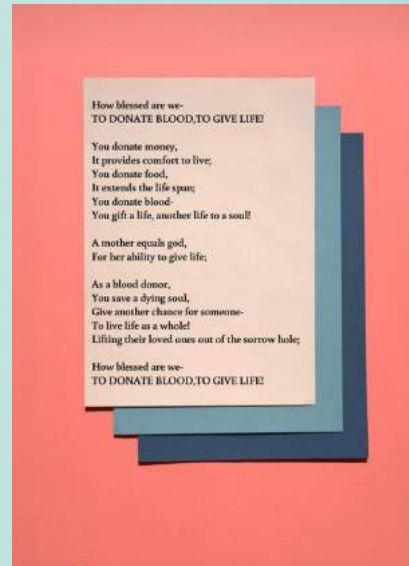 How blessed are we-
TO DONATE BLOOD,TO GIVE LIFE!
You donate money,
It provides comfort to live;
You donate food,
It extends the life span;
You donate blood-
You gift a life, another life to a soul!
A mother equals god,
For her ability to give life;
As a blood donor,
You save a dying soul,
Give another chance for someone-
To live life as a whole!
Lifting their loved ones out of the sorrow hole;
How blessed are we-
TO DONATE BLOOD,TO GIVE LIFE!